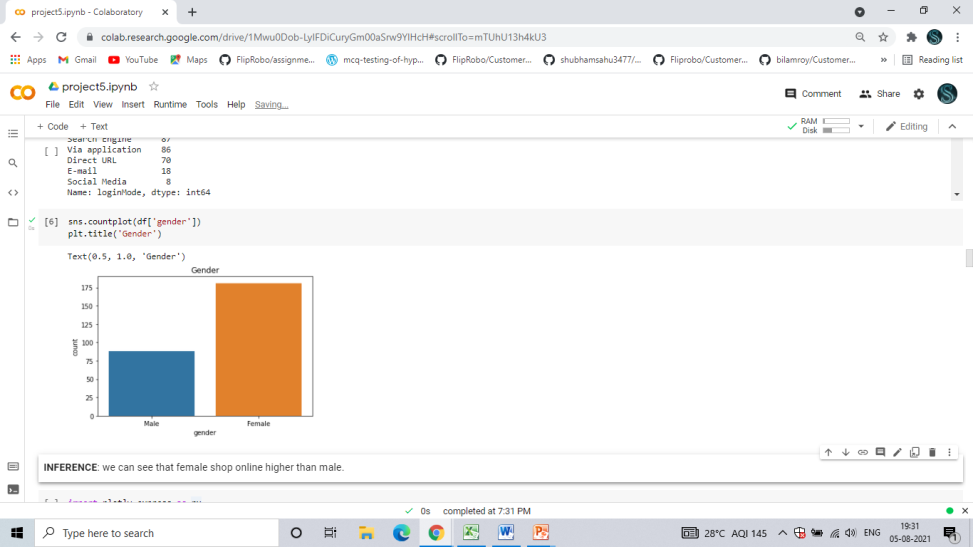 project5.ipynb - Colaboratory
colab.research.google.com/drive/1Mwu0Dob-LyIFDiCuryGm00aSrw9YIHcH#scrollTo=mTUhU13h4kU3
Apps Gmail YouTube Maps FlipRobo/assignme... mcq-testing-of-hyp... FlipRobo/Customer... shubhamsahu3477/... FlipRobo/Customer... bilamroy/Customer... » Reading list
project5.ipynb
Comment Share
File Edit View Insert Runtime Tools Help Saving...
+ Code + Text
RAM
Disk
Editing
Search Engine 87
[ ] Via application 86
Direct URL 70
E-mail 18
Social Media 8
Name: loginMode, dtype: int64
[6] sns.countplot(df['gender'])
0s
plt.title('Gender')
Text(0.5, 1.0, 'Gender')
Gender
175
150
125
100
75
50
25
0
count
Male Female
gender
INFERENCE: we can see that female shop online higher than male.
0s completed at 7:31 PM
Type here to search
28°C AQI 145
ENG
19:31
05-08-2021
1